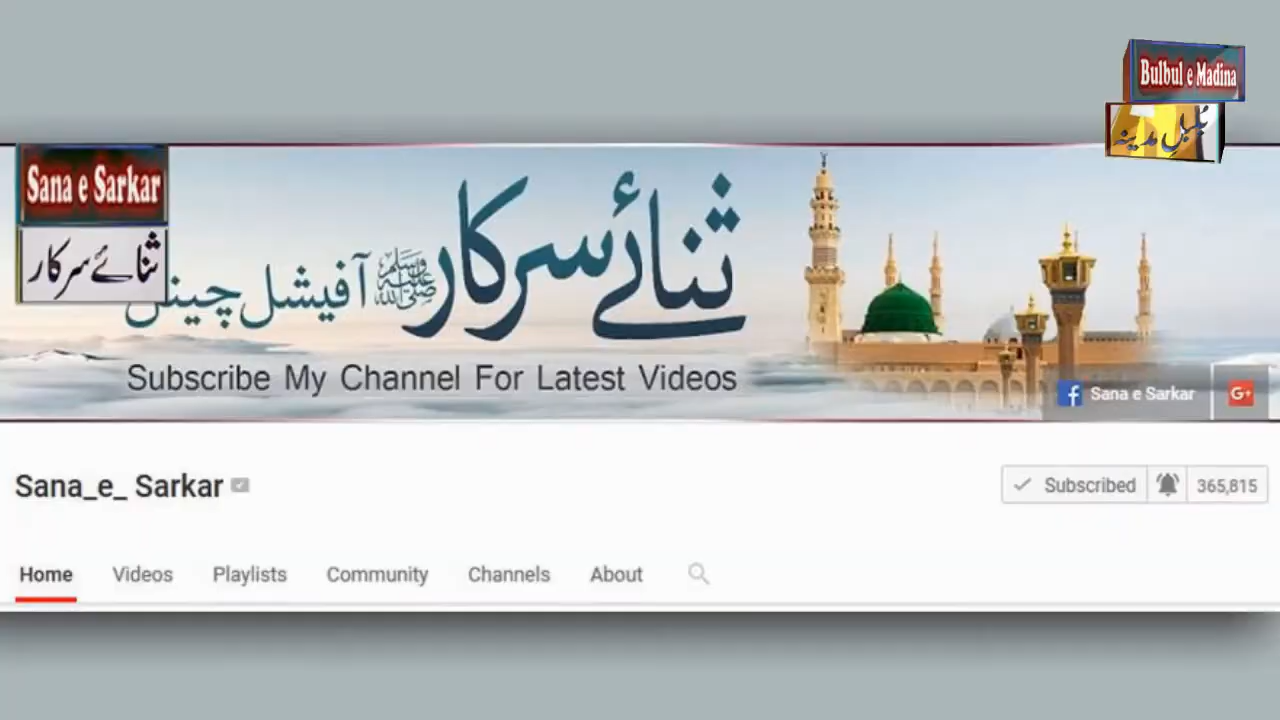 Bulbul e Madina
بُلبلِ مدینہ
Sana e Sarkar
ثنائے سرکار
ثنائے سرکار ﷺ آفیشل چینل
Subscribe My Channel For Latest Videos
Sana e Sarkar
G+
Sana_e_ Sarkar
Subscribed 365,815
Home Videos Playlists Community Channels About